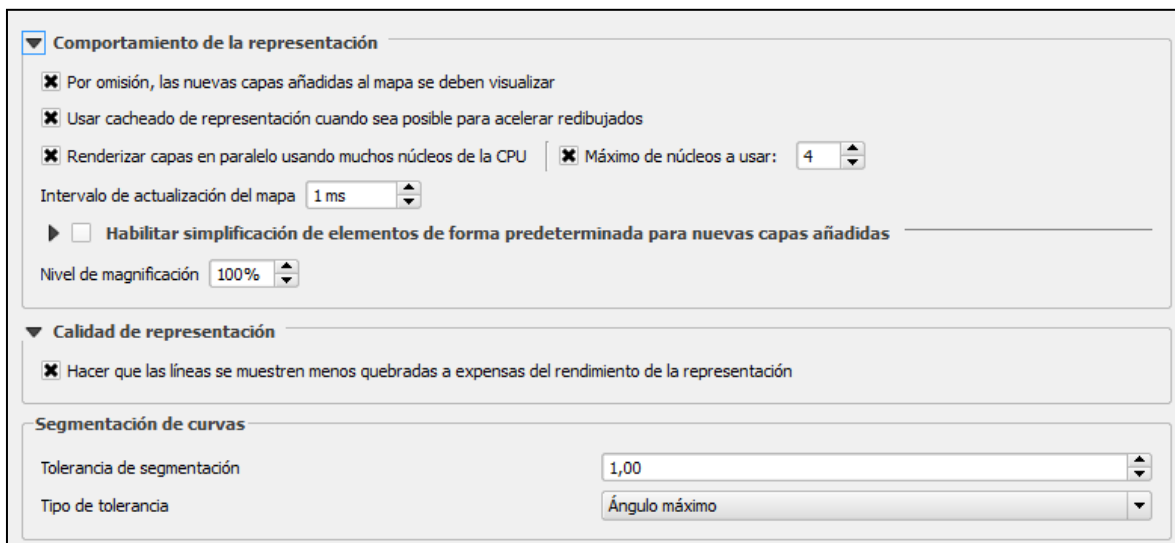 Comportamiento de la representación
Por omisión, las nuevas capas añadidas al mapa se deben visualizar
Usar cacheado de representación cuando sea posible para acelerar redibujados
Renderizar capas en paralelo usando muchos núcleos de la CPU Máximo de núcleos a usar: 4
Intervalo de actualización del mapa 1 ms
Habilitar simplificación de elementos de forma predeterminada para nuevas capas añadidas
Nivel de magnificación 100%
Calidad de representación
Hacer que las líneas se muestren menos quebradas a expensas del rendimiento de la representación
Segmentación de curvas
Tolerancia de segmentación 1,00
Tipo de tolerancia Ángulo máximo